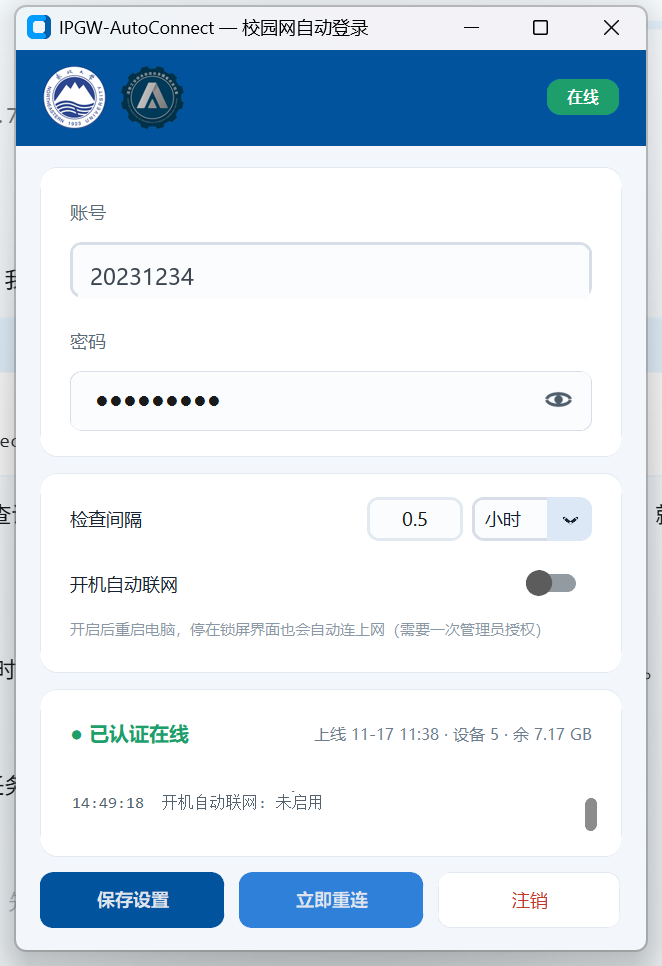 IPGW-AutoConnect — 校园网自动登录
在线
账号
20231234
密码
检查间隔 0.5 小时
开机自动联网
开启后重启电脑，停在锁屏界面也会自动连上网（需要一次管理员授权）
● 已认证在线 上线 11-17 11:38 · 设备 5 · 余 7.17 GB
14:49:18 开机自动联网: 未启用
保存设置 立即重连 注销